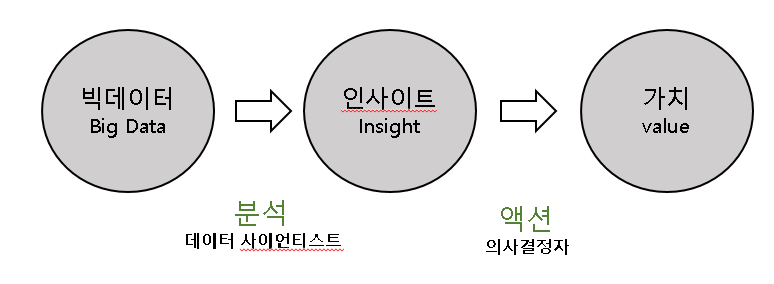 빅데이터
Big Data
인사이트
Insight
가치
value
분석
데이터 사이언티스트
액션
의사결정자